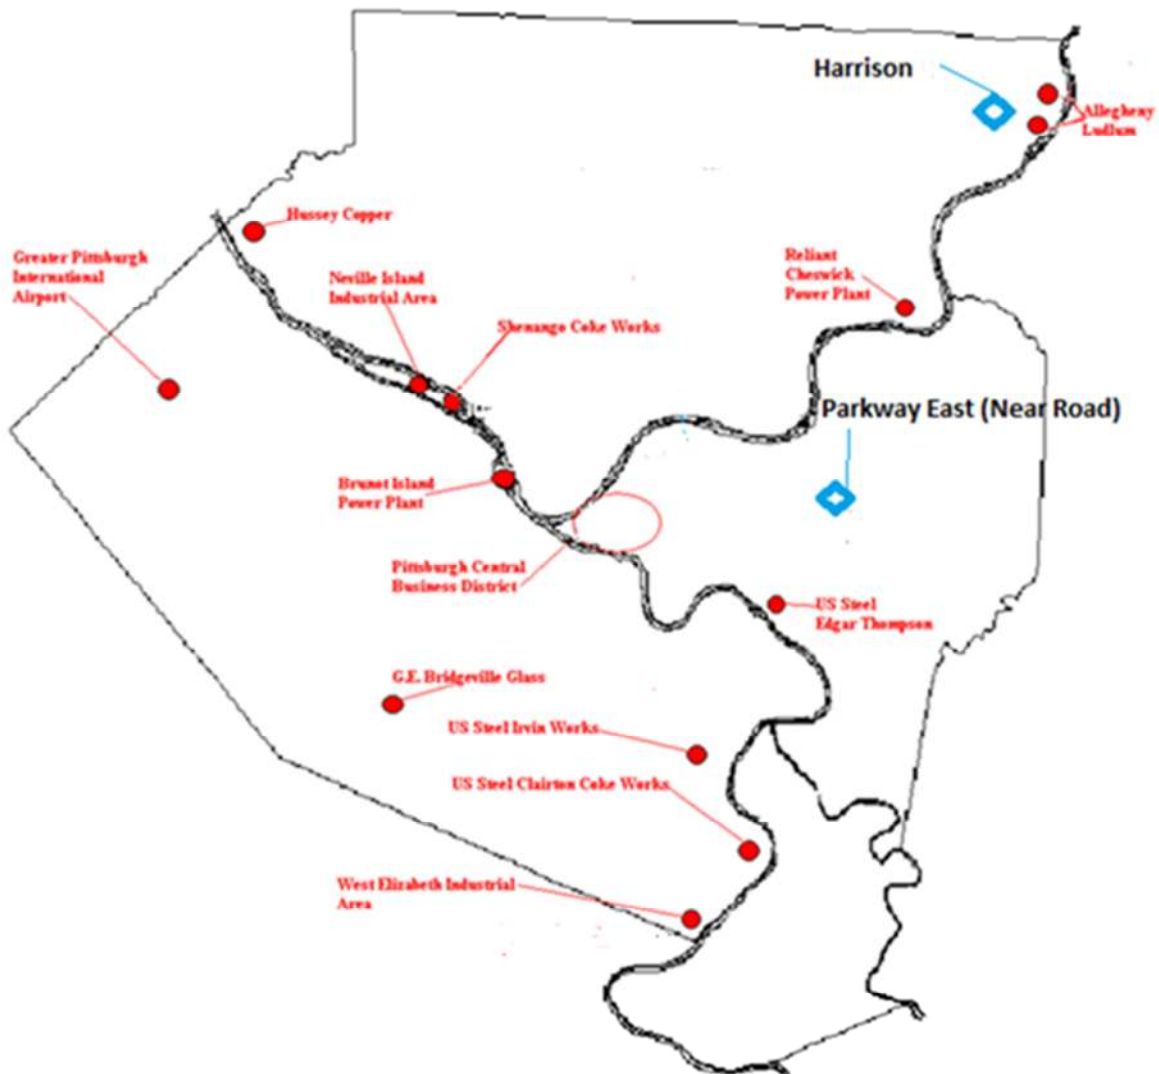 Harrison
Allegheny
Ludlum
Hussey Copper
Greater Pittsburgh
International
Airport
Neville Island
Industrial Area
Reliant
Cheswick
Power Plant
Shenango Coke Works
Parkway East (Near Road)
Brunot Island
Power Plant
Pittsburgh Central
Business District
US Steel
Edgar Thompson
G.E. Bridgeville Glass
US Steel Irvin Works
US Steel Clairton Coke Works
West Elizabeth Industrial
Area